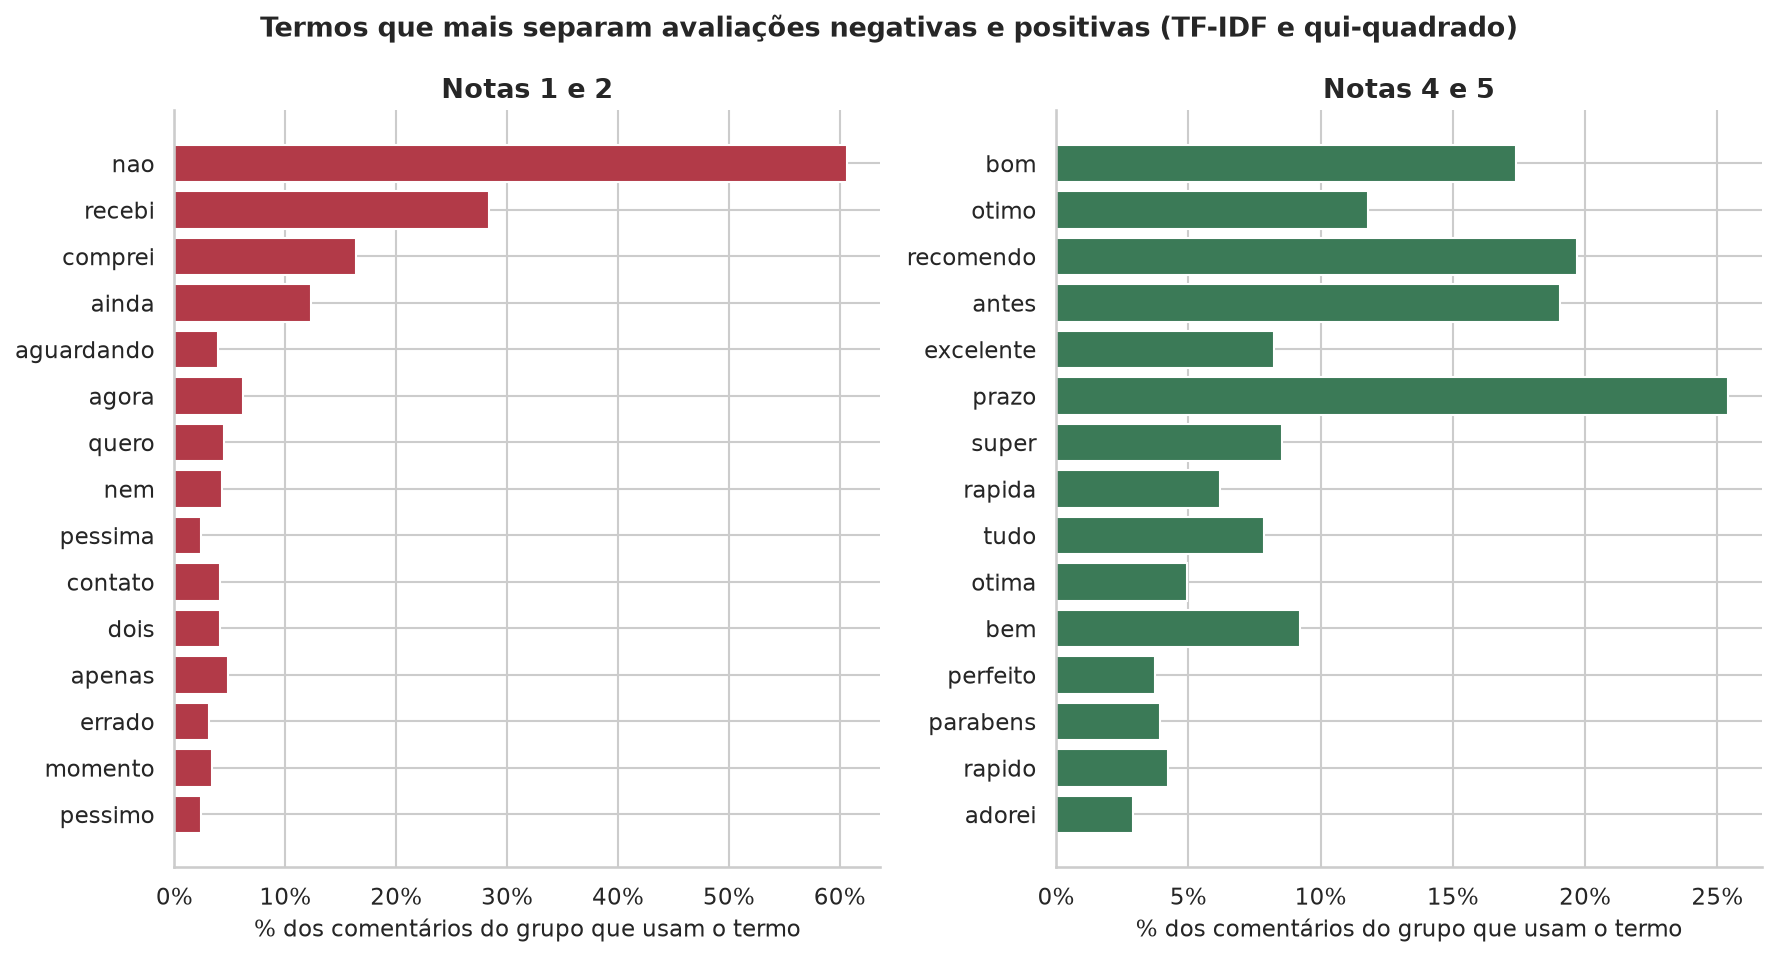 Termos que mais separam avaliações negativas e positivas (TF-IDF e qui-quadrado)
Notas 1 e 2
nao
recebi
comprei
ainda
aguardando
agora
quero
nem
pessima
contato
dois
apenas
errado
momento
pessimo
0% 10% 20% 30% 40% 50% 60%
% dos comentários do grupo que usam o termo
Notas 4 e 5
bom
otimo
recomendo
antes
excelente
prazo
super
rapida
tudo
otima
bem
perfeito
parabens
rapido
adorei
0% 5% 10% 15% 20% 25%
% dos comentários do grupo que usam o termo